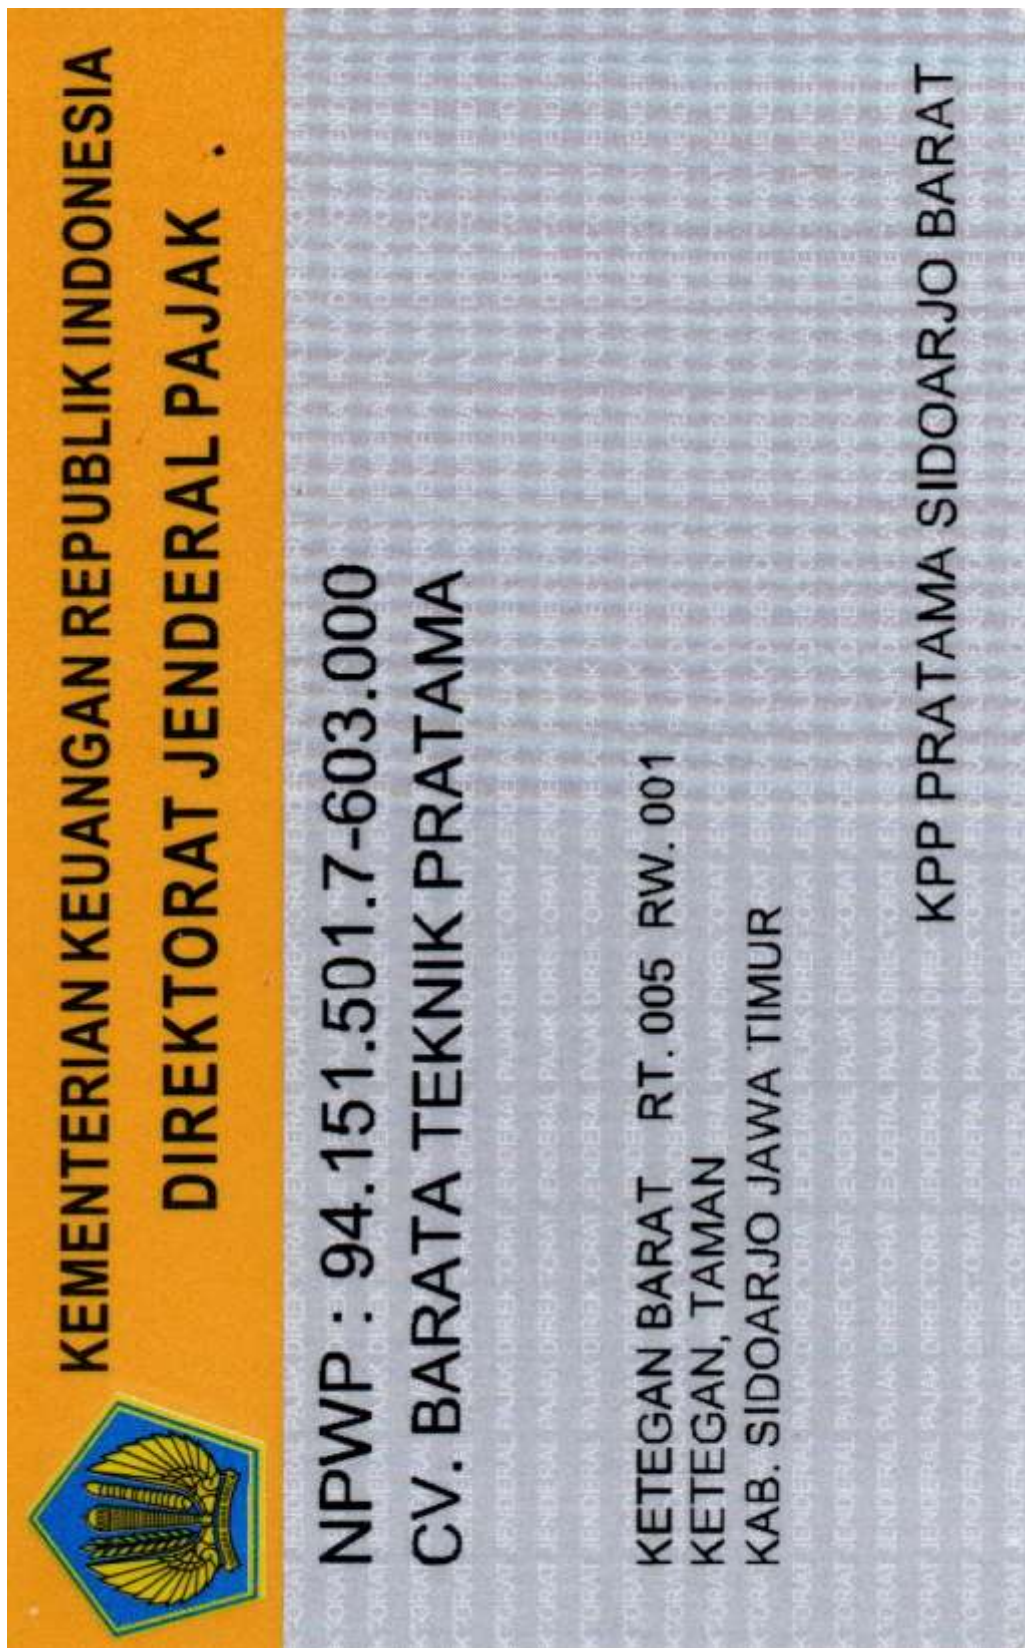 KEMENTERIAN KEUANGAN REPUBLIK INDONESIA
DIREKTORAT JENDERAL PAJAK
NPWP : 94.151.501.7-603.000
CV. BARATA TEKNIK PRATAMA
KETEGAN BARAT RT. 005 RW. 001
KETEGAN, TAMAN
KAB. SIDOARJO JAWA TIMUR
KPP PRATAMA SIDOARJO BARAT